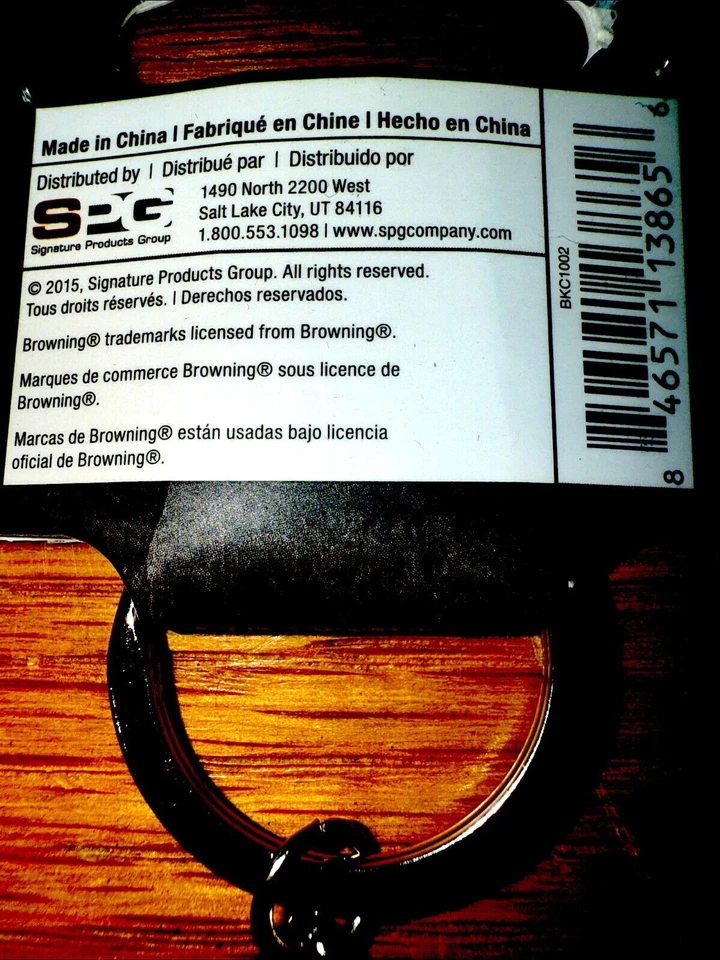 Made in China | Fabriqué en Chine | Hecho en China
Distributed by | Distribué par | Distribuido por
SPG
Signature Products Group
1490 North 2200 West
Salt Lake City, UT 84116
1.800.553.1098 | www.spgcompany.com
© 2015, Signature Products Group. All rights reserved.
Tous droits réservés. | Derechos reservados.
Browning® trademarks licensed from Browning®.
Marques de commerce Browning® sous licence de
Browning®.
Marcas de Browning® están usadas bajo licencia
oficial de Browning®.
BKC1002
8 46571 13865 6